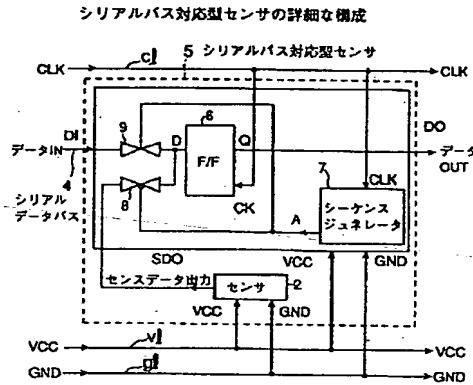 シリアルバス対応型センサの詳細な構成
5 シリアルバス対応型センサ
CLK
cℓ
CLK
DI
9
D
6
F/F
Q
DO
データIN
データ
OUT
4
シリアル
データバス
8
CK
7
CLK
シーケンス
ジュネレータ
A
SDO
VCC
GND
センスデータ出力
センサ
2
VCC
GND
VCC
vℓ
VCC
GND
gℓ
GND